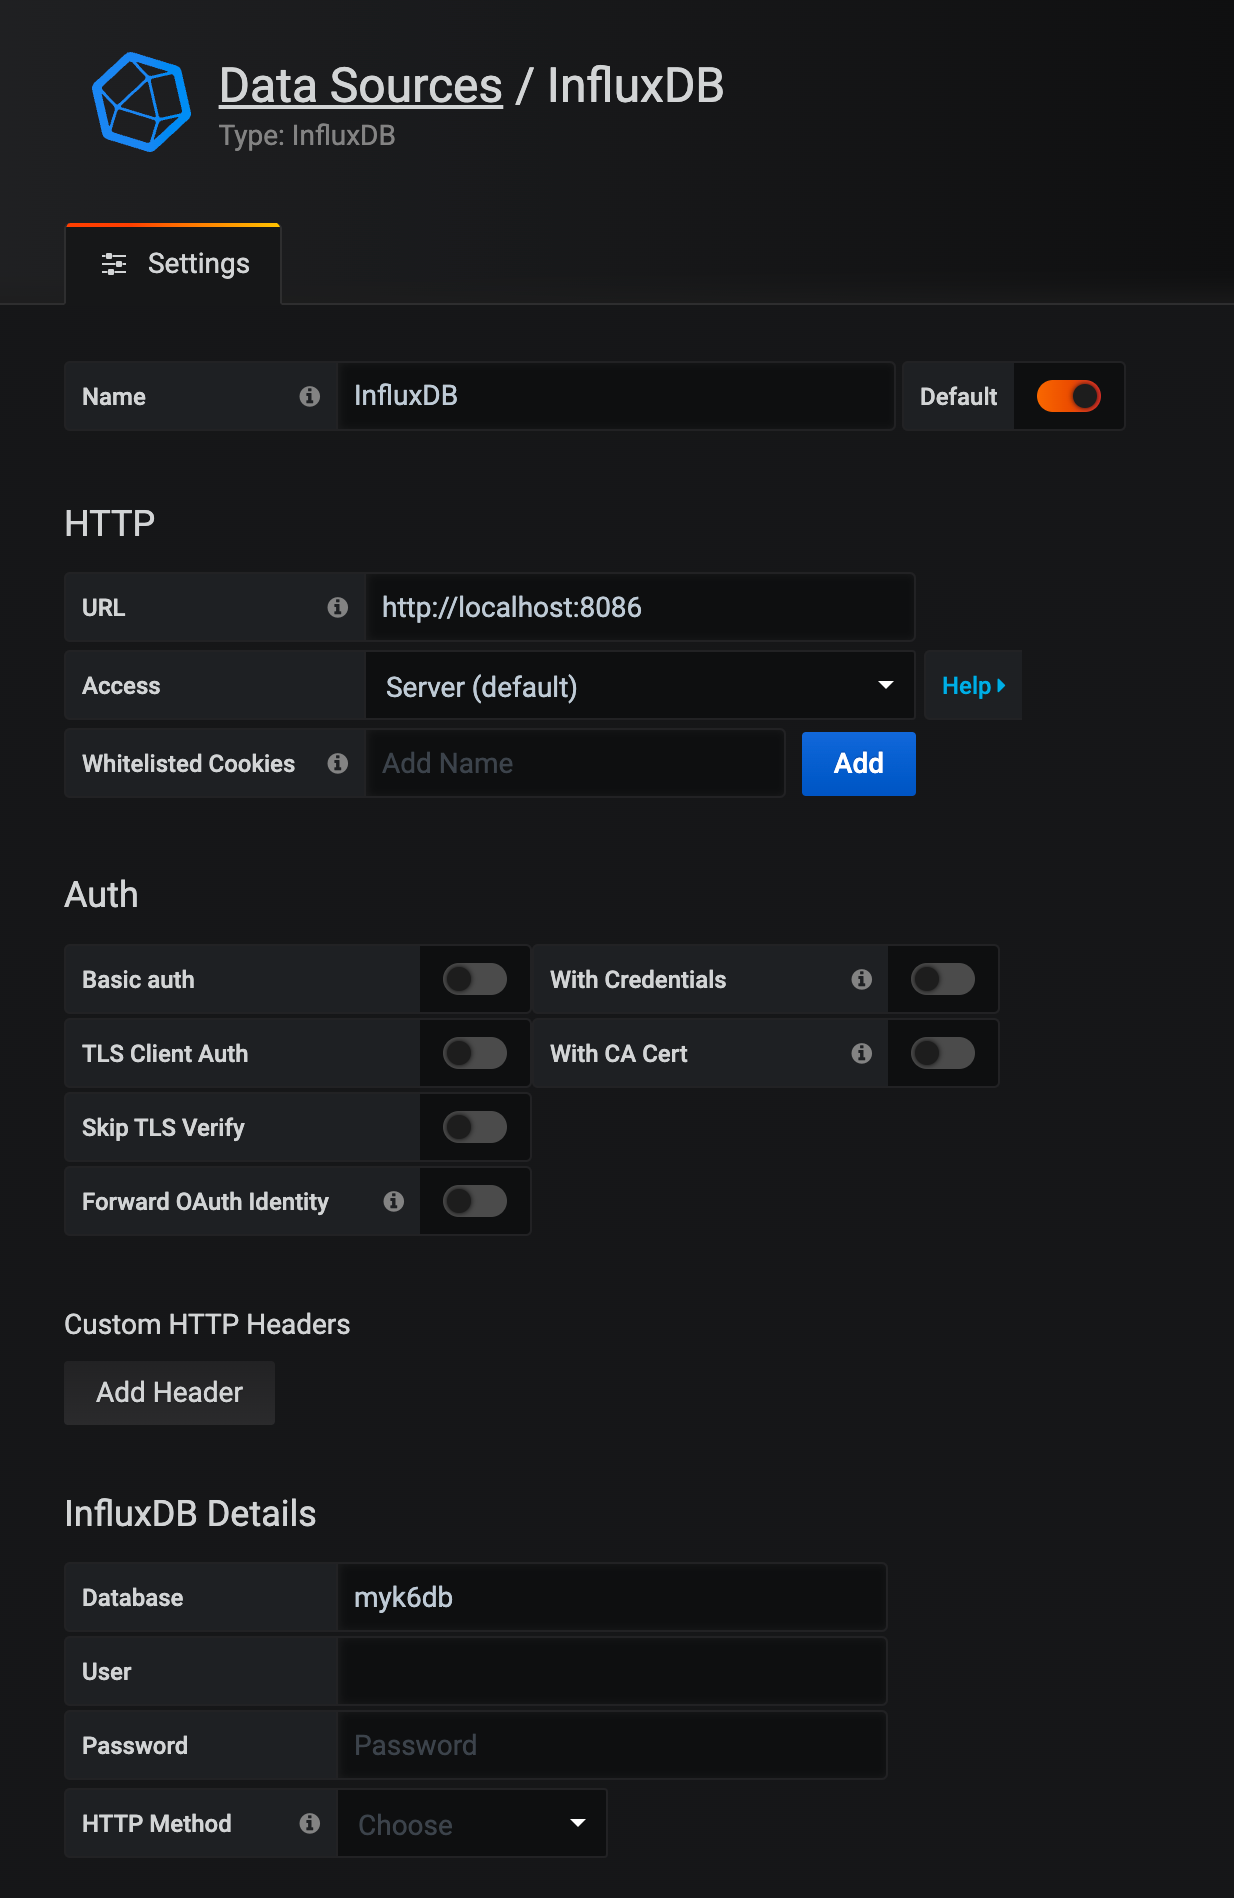 Data Sources / InfluxDB
Type: InfluxDB
Settings
Name InfluxDB Default
HTTP
URL http://localhost:8086
Access Server (default) Help
Whitelisted Cookies Add Name Add
Auth
Basic auth With Credentials
TLS Client Auth With CA Cert
Skip TLS Verify
Forward OAuth Identity
Custom HTTP Headers
Add Header
InfluxDB Details
Database myk6db
User
Password Password
HTTP Method Choose